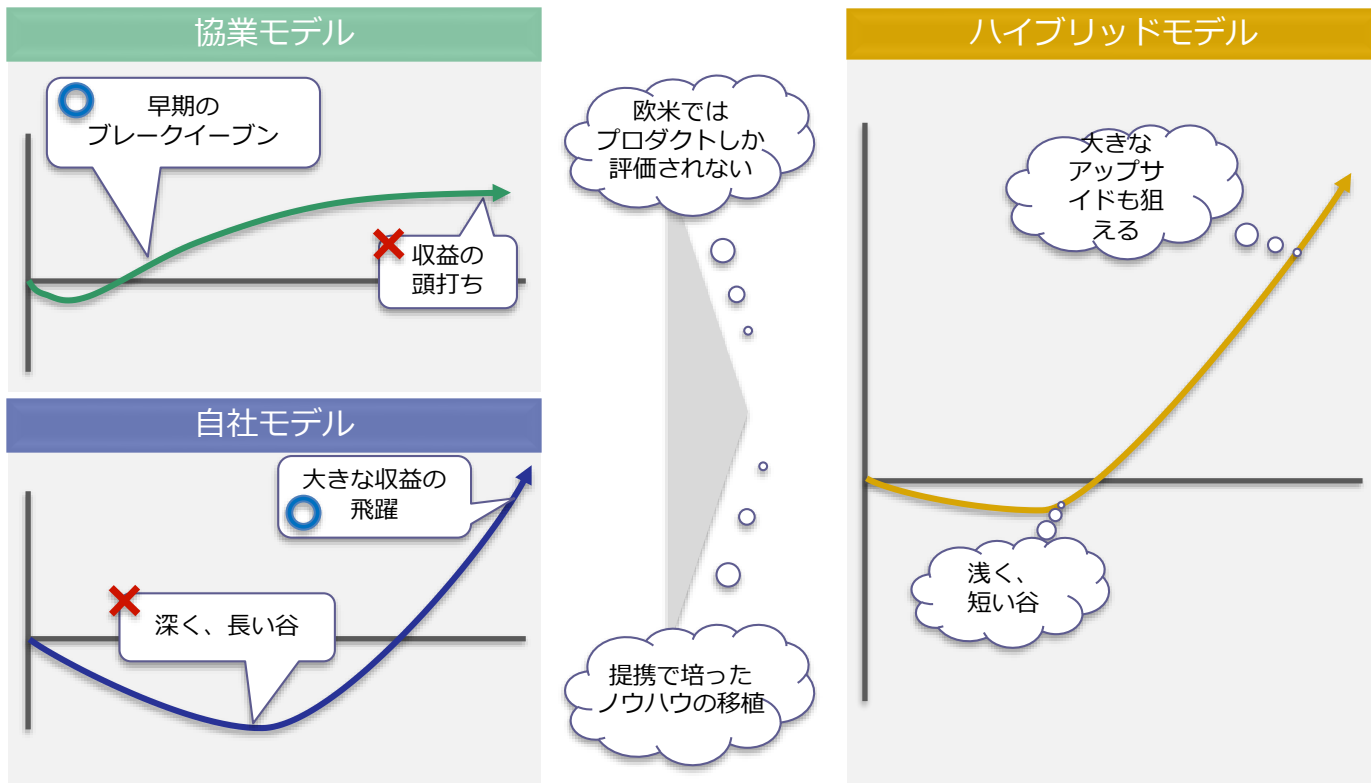 協業モデル
早期の
ブレークイーブン
収益の
頭打ち
自社モデル
大きな収益の
飛躍
深く、長い谷
欧米では
プロダクトしか
評価されない
提携で培った
ノウハウの移植
ハイブリッドモデル
大きな
アップサ
イドも狙
える
浅く、
短い谷